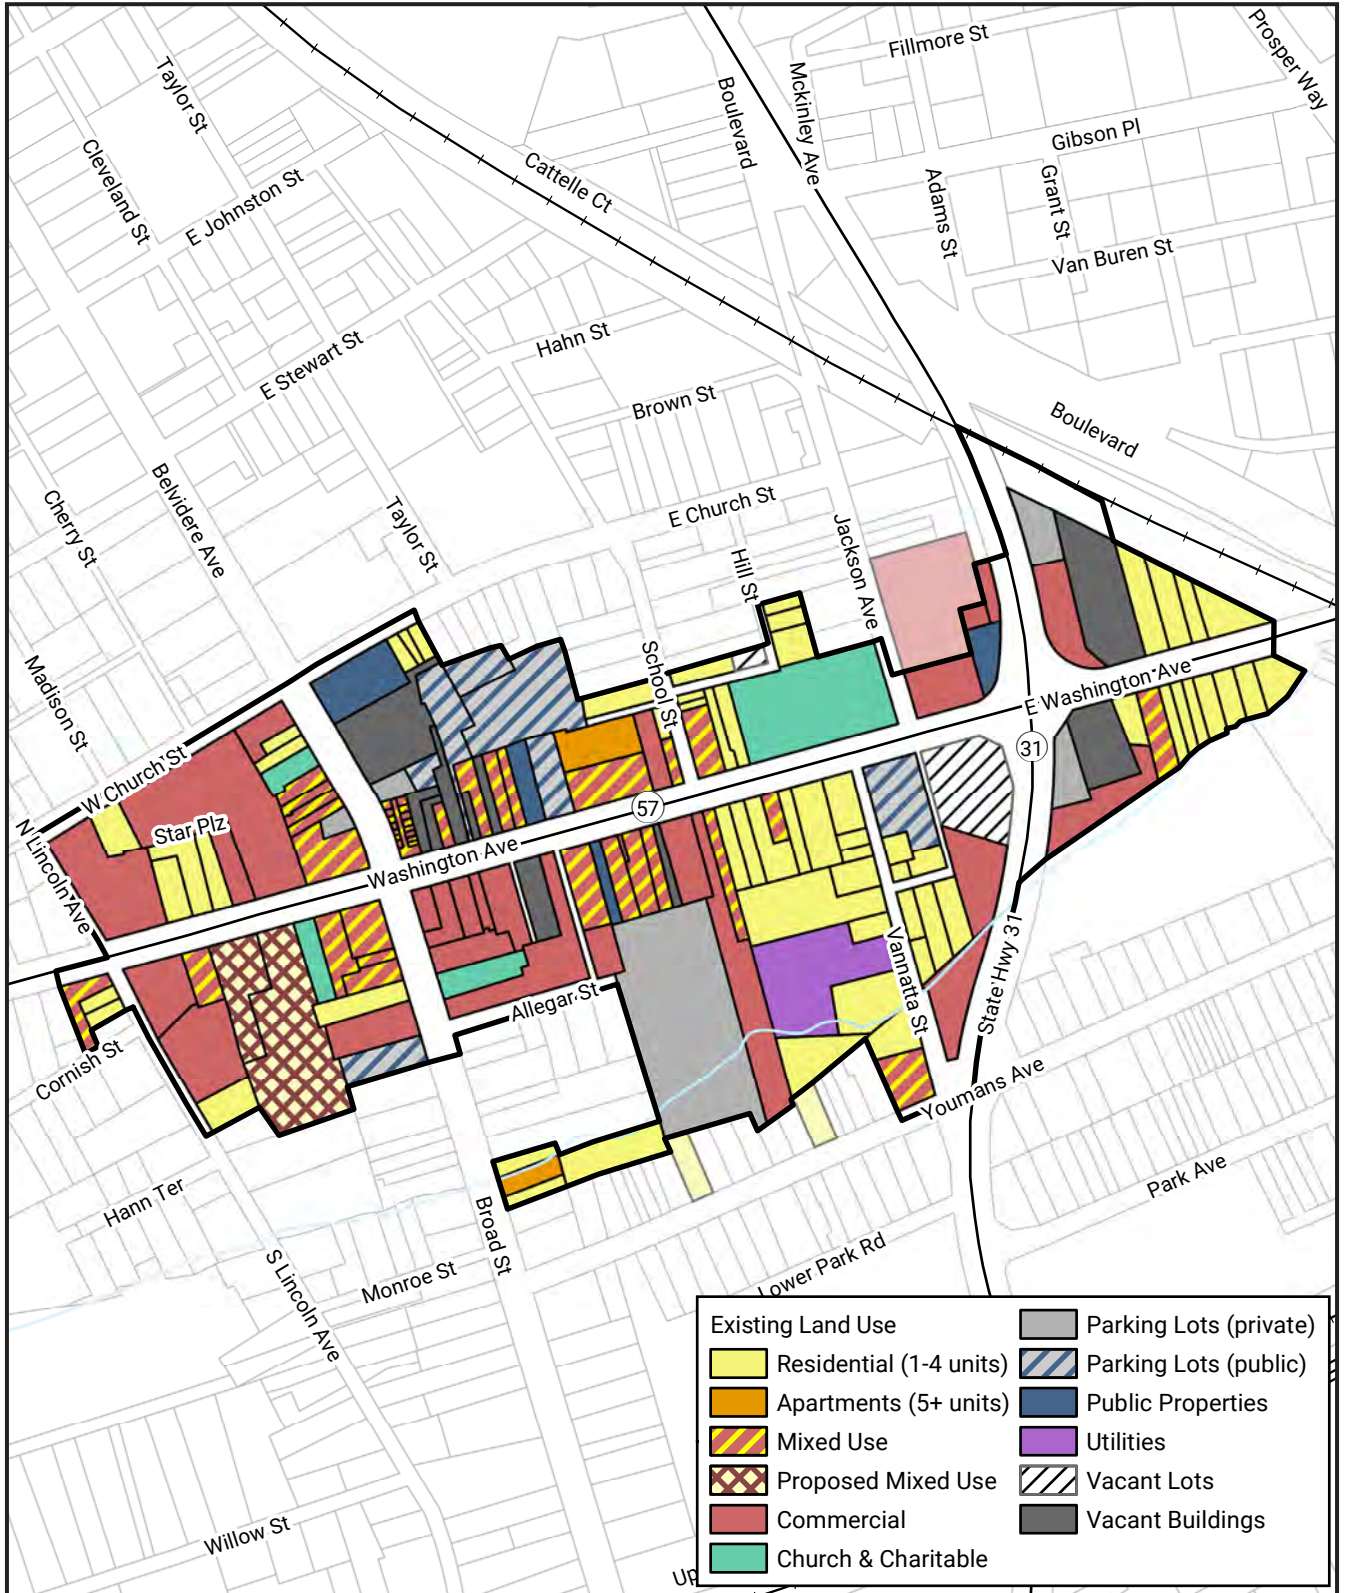 Fillmore St
Prosper Way
Taylor St
Boulevard
Mckinley Ave
Gibson Pl
Cleveland St
E Johnston St
Cattelle Ct
Adams St
Grant St
Van Buren St
Hahn St
E Stewart St
Brown St
Boulevard
Cherry St
Belvidere Ave
Taylor St
E Church St
Jackson Ave
Hill St
Madison St
School St
E Washington Ave
31
W Church St
Star Plz
57
N Lincoln Ave
Washington Ave
Vannatta St
State Hwy 31
Allegar St
Cornish St
Youmans Ave
Hann Ter
Park Ave
Broad St
S Lincoln Ave
Monroe St
Lower Park Rd
Willow St
Up
Existing Land Use
Residential (1-4 units)
Apartments (5+ units)
Mixed Use
Proposed Mixed Use
Commercial
Church & Charitable
Parking Lots (private)
Parking Lots (public)
Public Properties
Utilities
Vacant Lots
Vacant Buildings